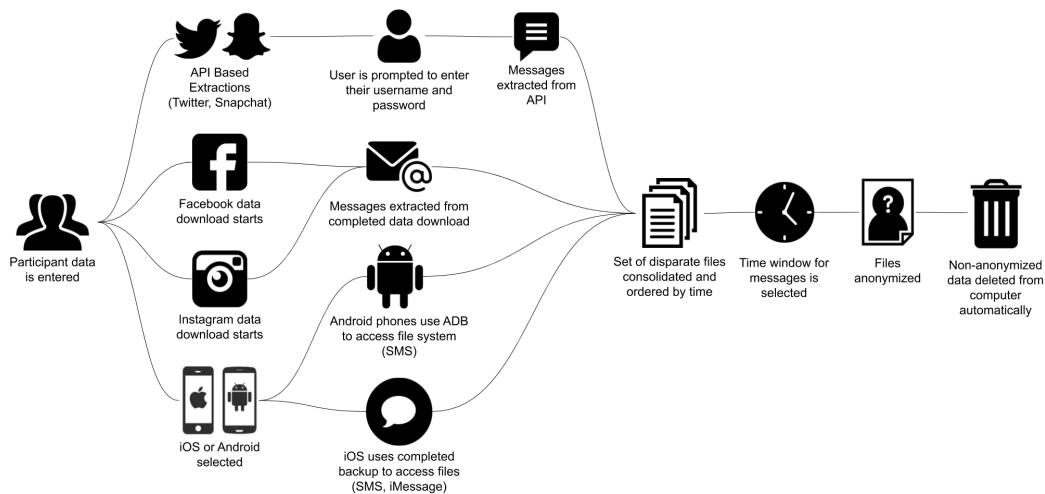 API Based
Extractions
(Twitter, Snapchat)
User is prompted to enter
their username and
password
Messages
extracted from
API
Facebook data
download starts
Messages extracted from
completed data download
Participant data
is entered
Instagram data
download starts
Android phones use ADB
to access file system
(SMS)
iOS or Android
selected
iOS uses completed
backup to access files
(SMS, iMessage)
Set of disparate files
consolidated and
ordered by time
Time window for
messages is
selected
Files
anonymized
Non-anonymized
data deleted from
computer
automatically